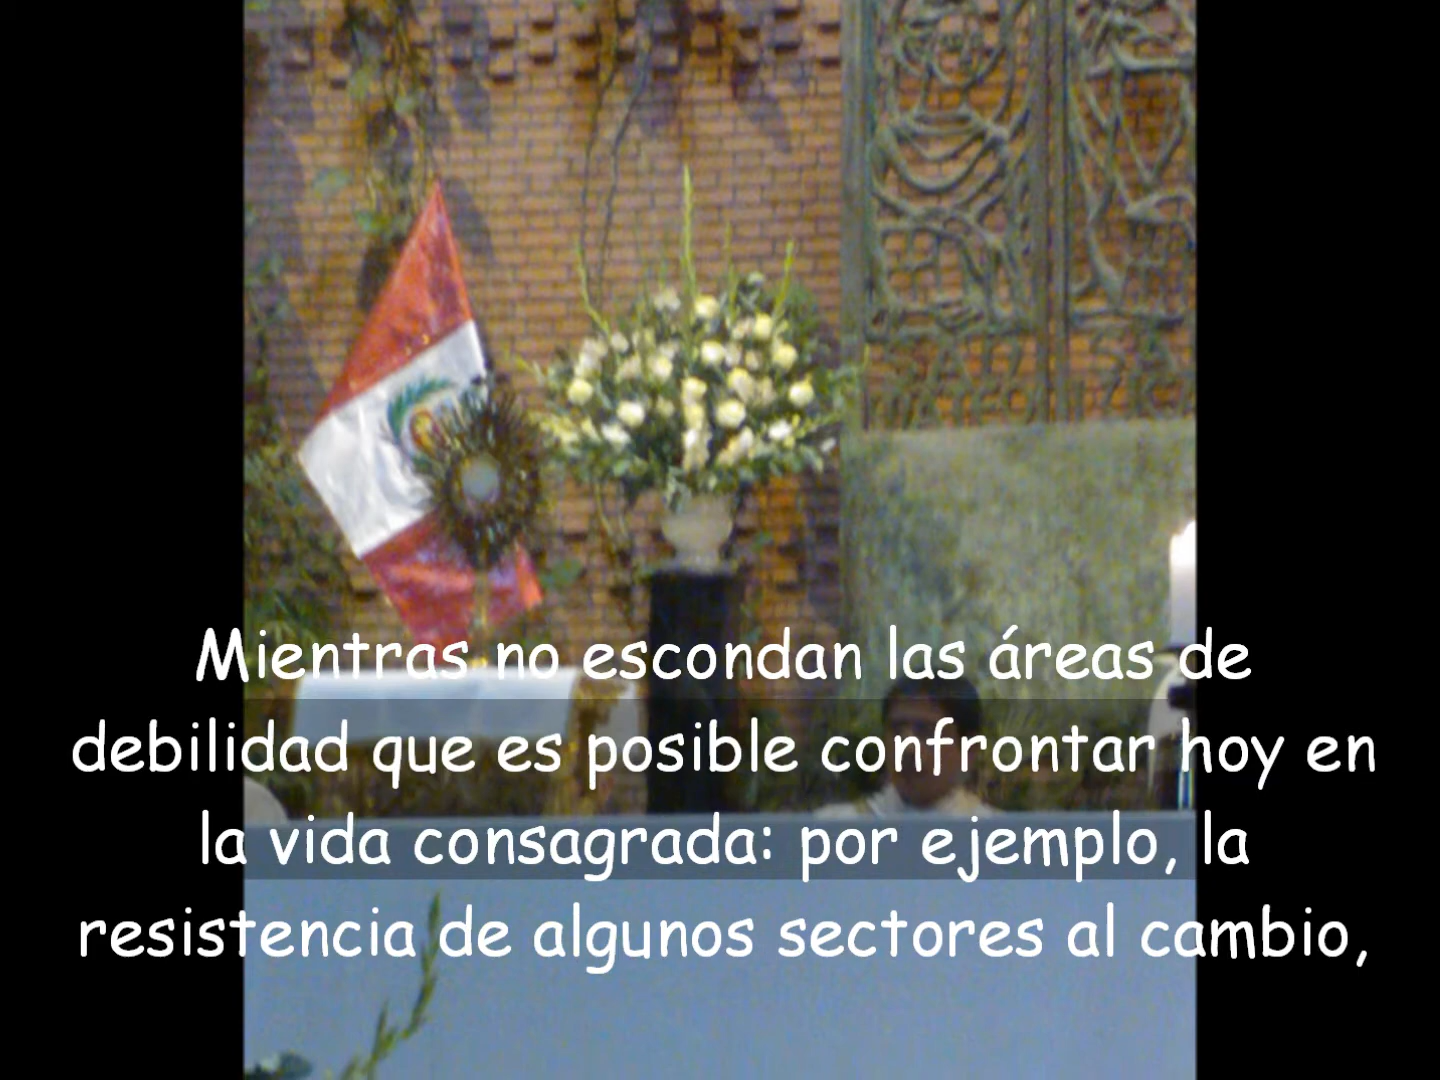 Mientras no escondan las áreas de
debilidad que es posible confrontar hoy en
la vida consagrada: por ejemplo, la
resistencia de algunos sectores al cambio,